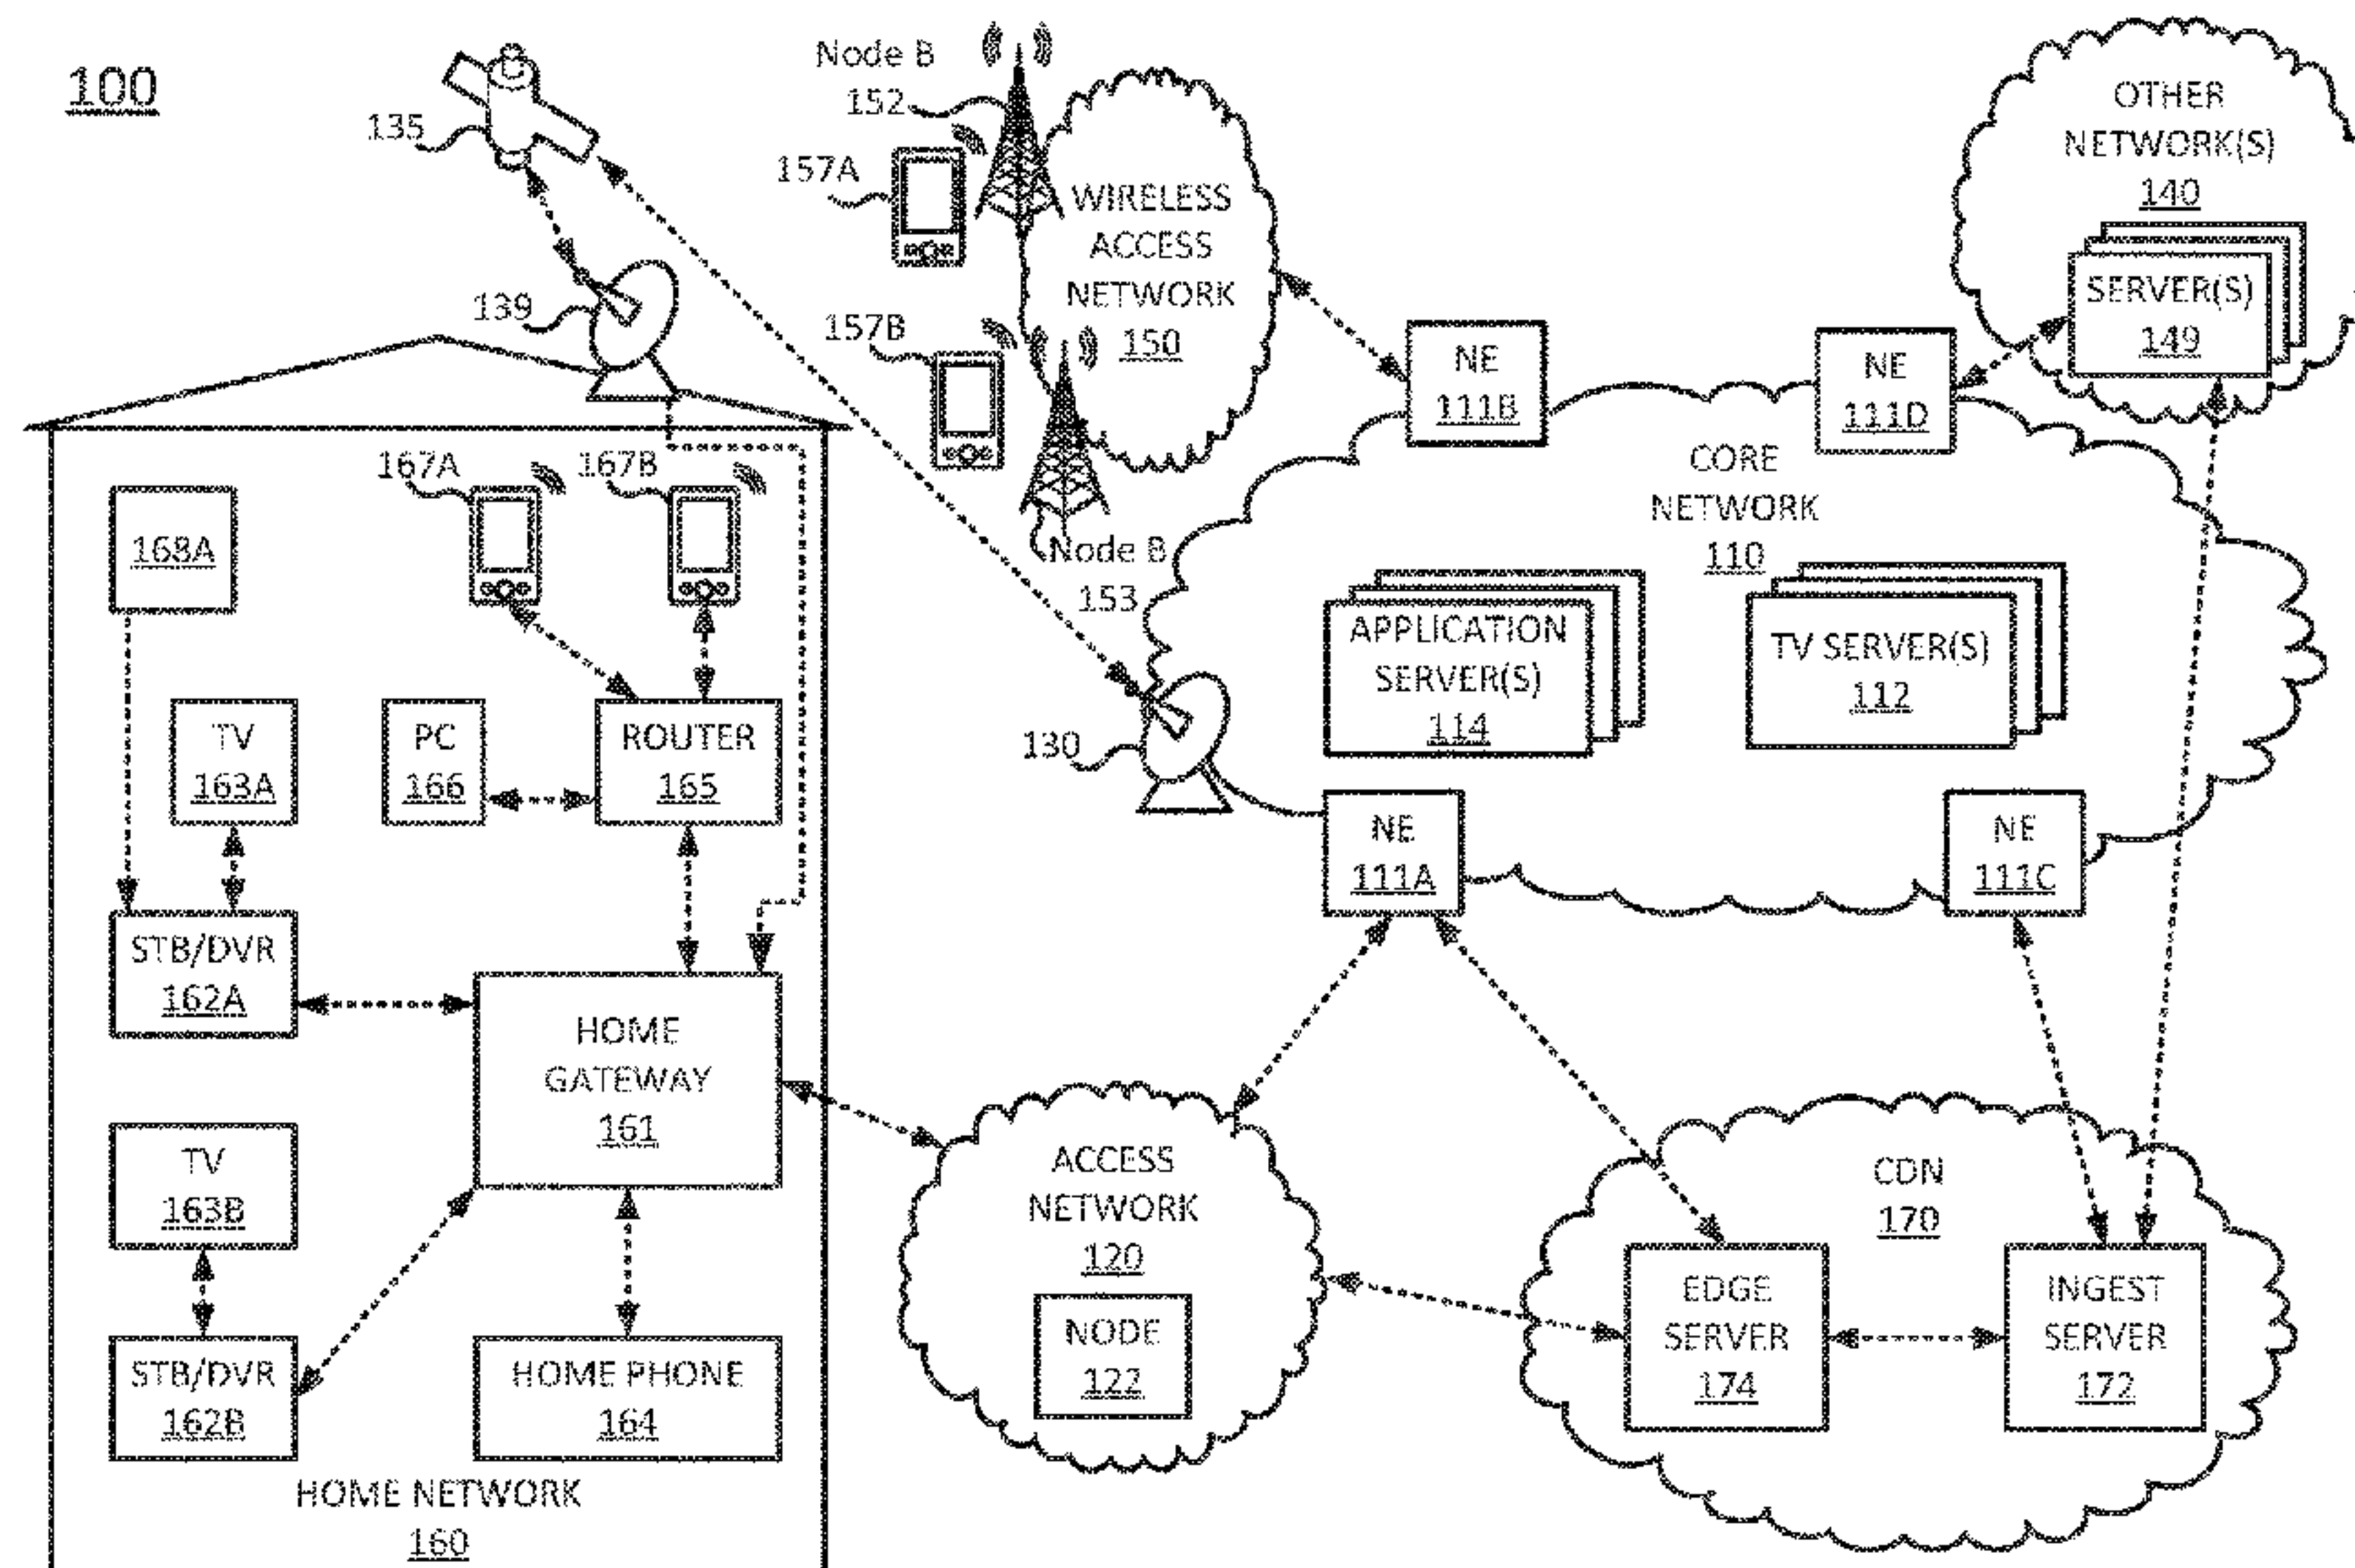 100
135
139
Node B
152
157A
157B
WIRELESS
ACCESS
NETWORK
150
Node B
153
OTHER
NETWORK(S)
140
SERVER(S)
149
NE
111B
NE
111D
CORE
NETWORK
110
APPLICATION
SERVER(S)
114
TV SERVER(S)
112
130
NE
111A
NE
111C
167A
167B
168A
TV
163A
PC
166
ROUTER
165
STB/DVR
162A
HOME
GATEWAY
161
TV
163B
STB/DVR
162B
HOME PHONE
164
HOME NETWORK
160
ACCESS
NETWORK
120
NODE
122
CDN
170
EDGE
SERVER
174
INGEST
SERVER
172